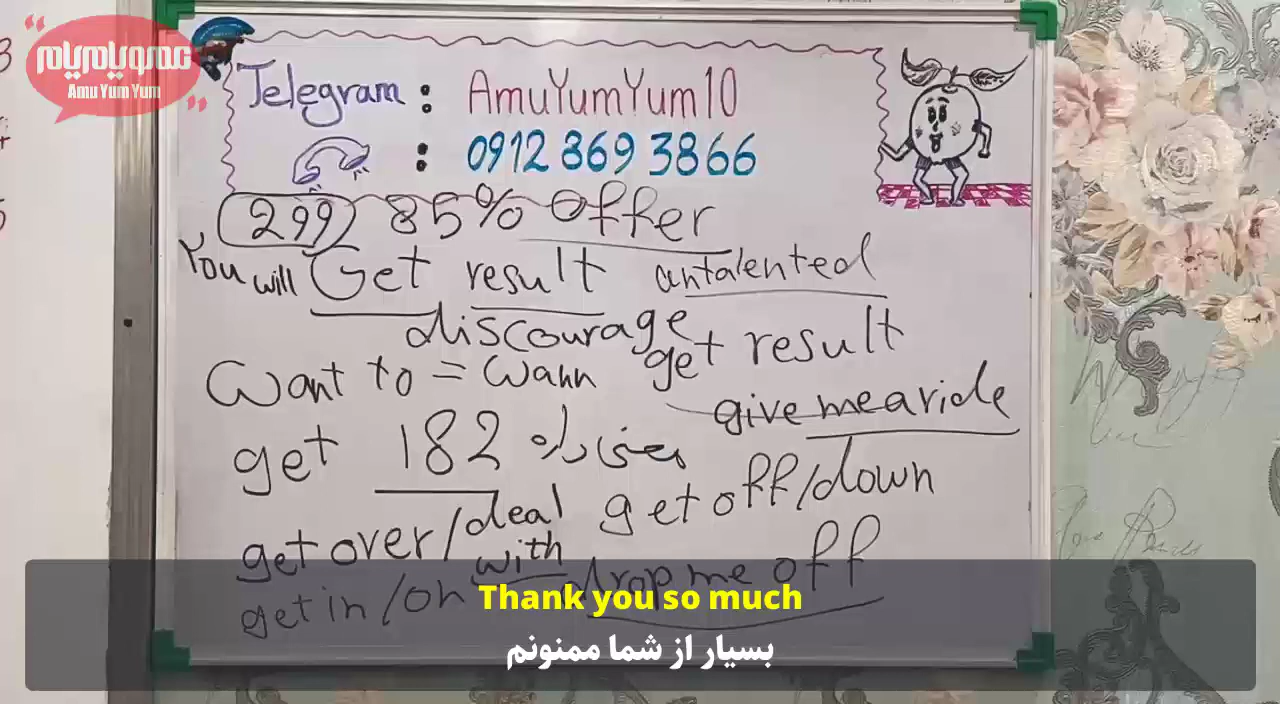 عمو یام یام
Amu Yum Yum
Telegram : AmuYumYum10
: 0912 869 3866
299 85% Offer
You will Get result untalented
discourage get result
Want to = Wann
give me a ride
get 182 معنی داره
get over/deal with get off/down
get in/on drop me off
Thank you so much
بسیار از شما ممنونم